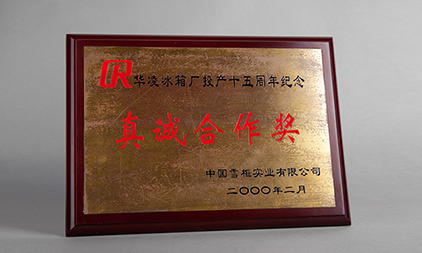 华凌冰箱厂投产十五周年纪念
真诚合作奖
中国雪柜实业有限公司
二〇〇〇年二月